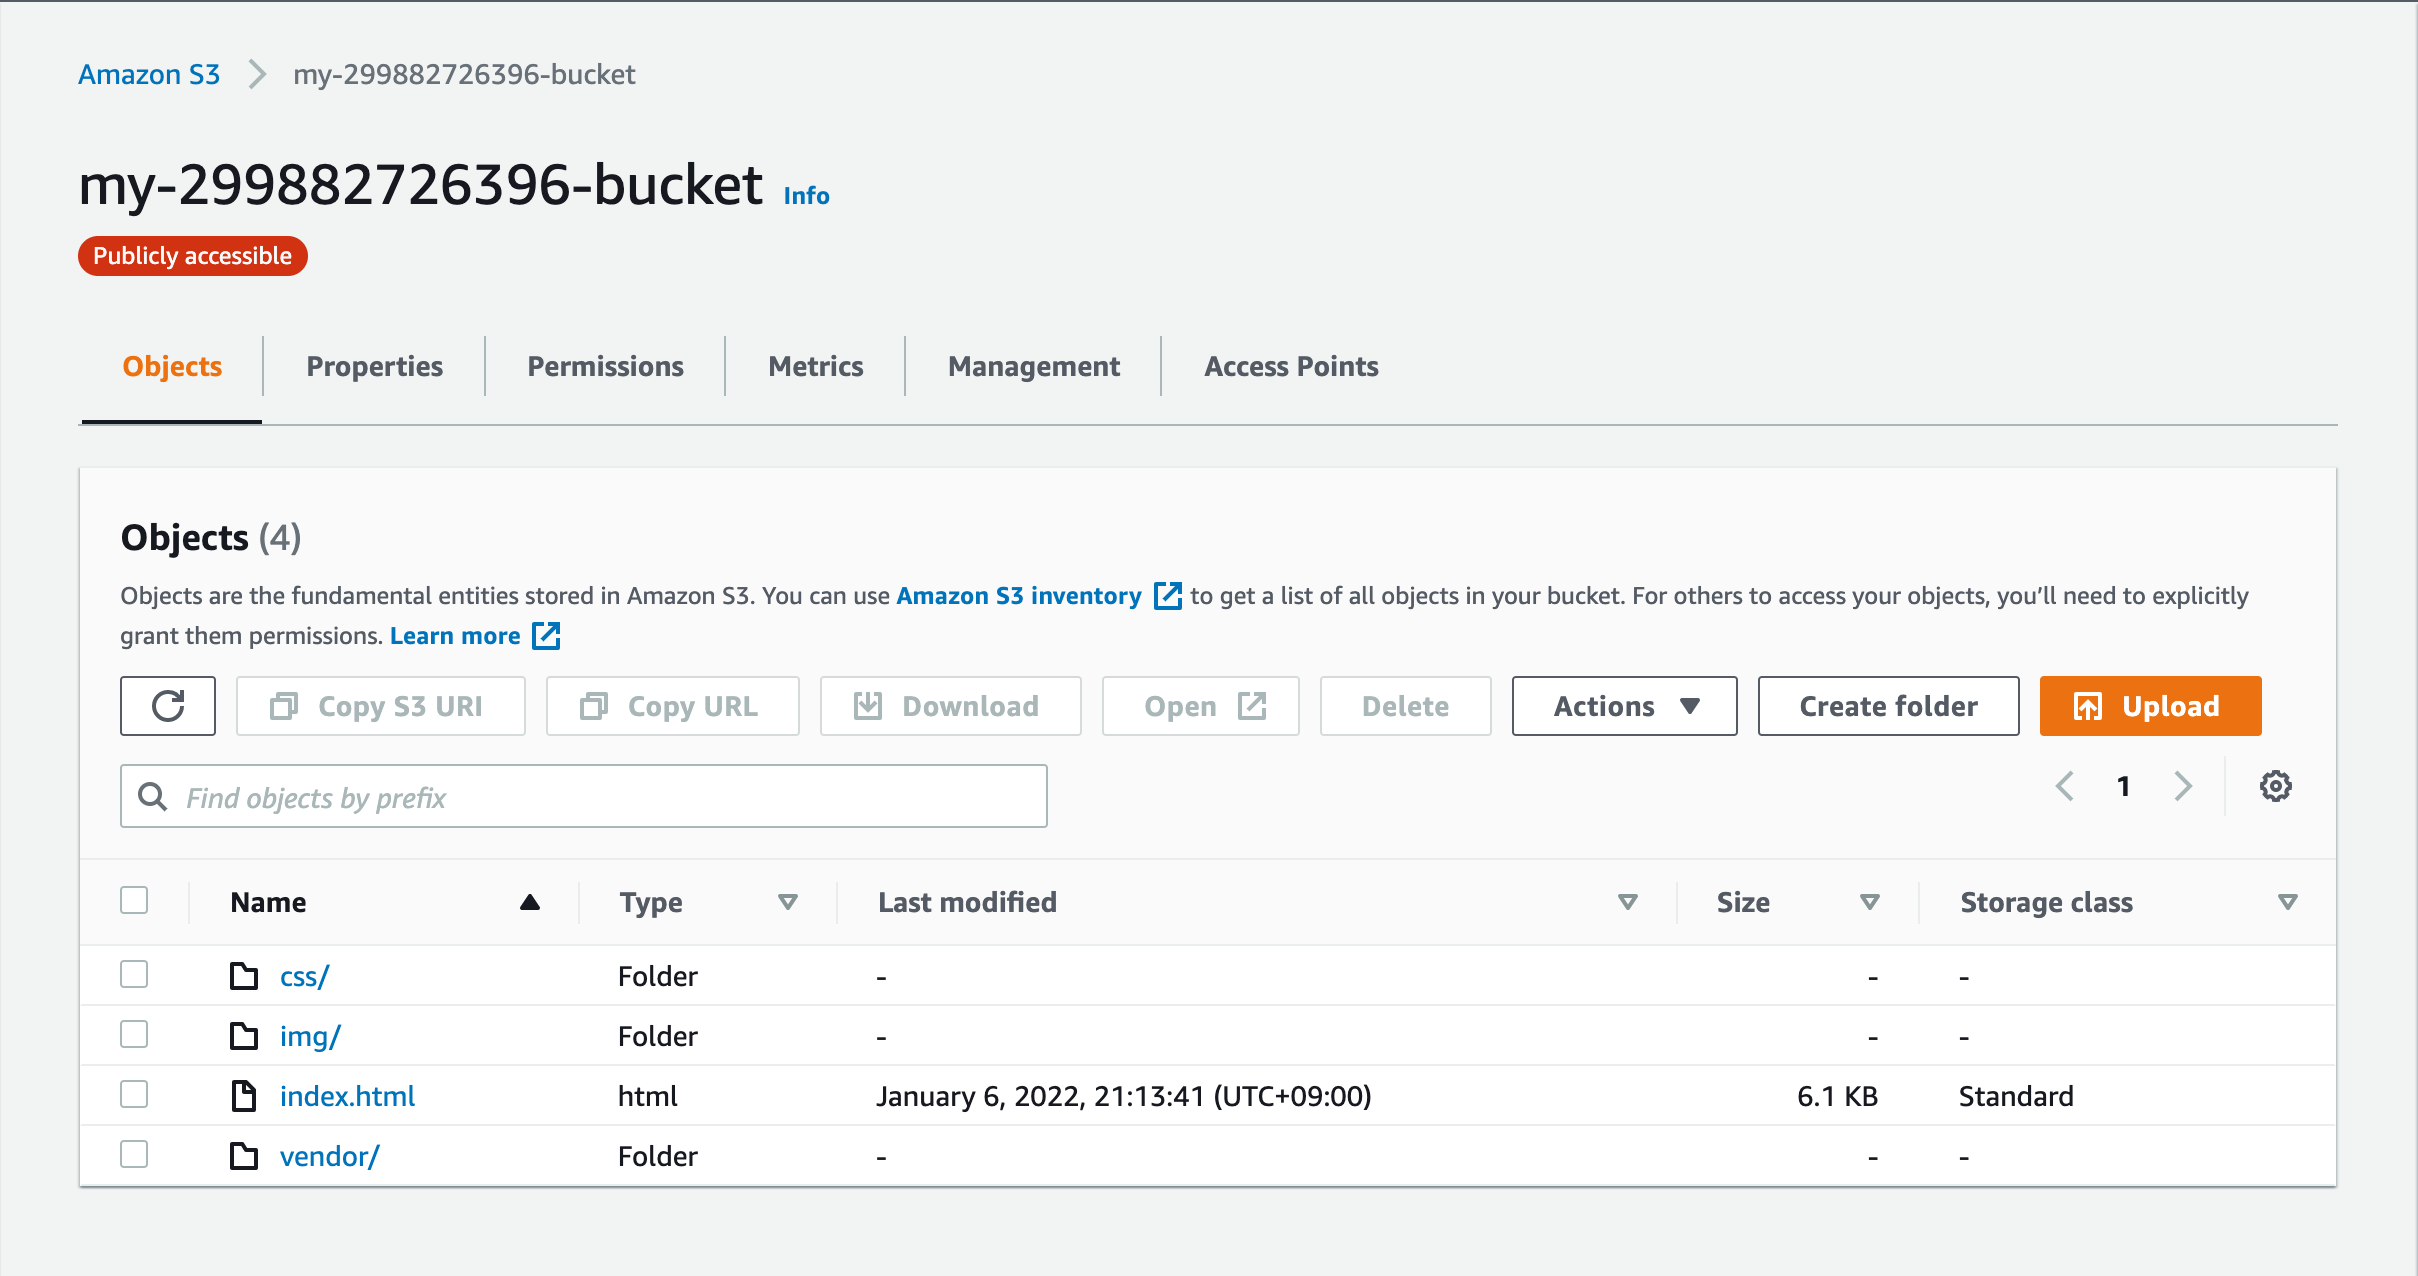 Amazon S3 my-299882726396-bucket
my-299882726396-bucket Info
Publicly accessible
Objects Properties Permissions Metrics Management Access Points
Objects (4)
Objects are the fundamental entities stored in Amazon S3. You can use Amazon S3 inventory to get a list of all objects in your bucket. For others to access your objects, you'll need to explicitly
grant them permissions. Learn more
Copy S3 URI Copy URL Download Open Delete Actions Create folder Upload
Find objects by prefix 1
Name Type Last modified Size Storage class
css/ Folder - - -
img/ Folder - - -
index.html html January 6, 2022, 21:13:41 (UTC+09:00) 6.1 KB Standard
vendor/ Folder - - -